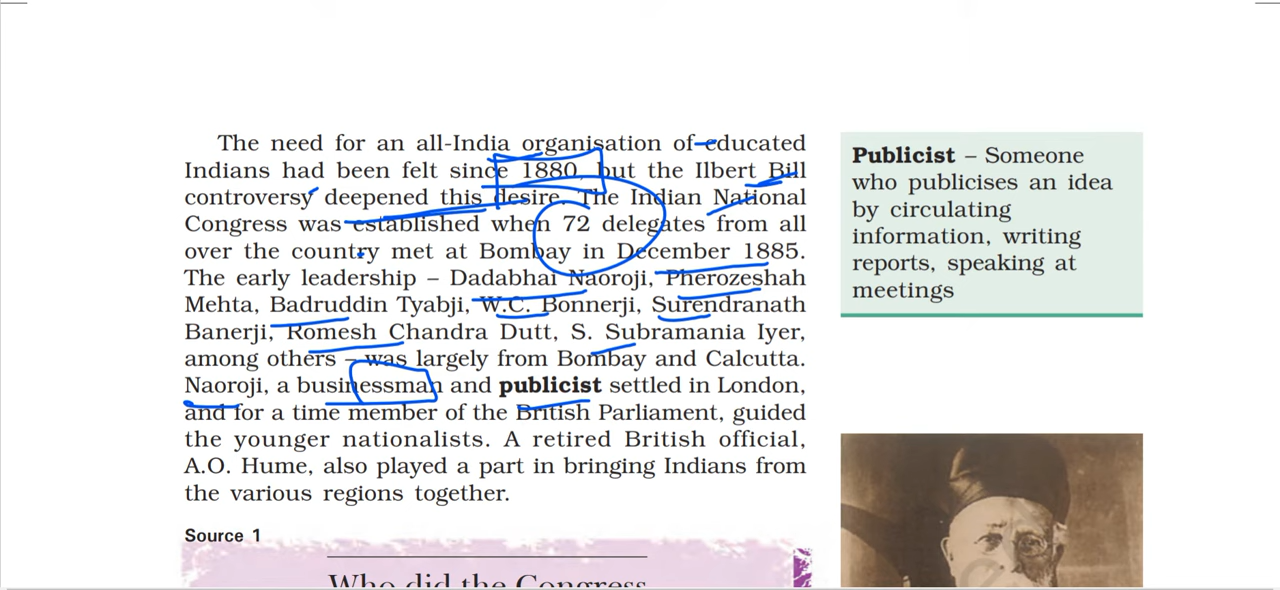 The need for an all-India organisation of educated
Indians had been felt since 1880, but the Ilbert Bill
controversy deepened this desire. The Indian National
Congress was established when 72 delegates from all
over the country met at Bombay in December 1885.
The early leadership – Dadabhai Naoroji, Pherozeshah
Mehta, Badruddin Tyabji, W.C. Bonnerji, Surendranath
Banerji, Romesh Chandra Dutt, S. Subramania Iyer,
among others – was largely from Bombay and Calcutta.
Naoroji, a businessman and publicist settled in London,
and for a time member of the British Parliament, guided
the younger nationalists. A retired British official,
A.O. Hume, also played a part in bringing Indians from
the various regions together.
Source 1
Who did the Congress
Publicist – Someone
who publicises an idea
by circulating
information, writing
reports, speaking at
meetings